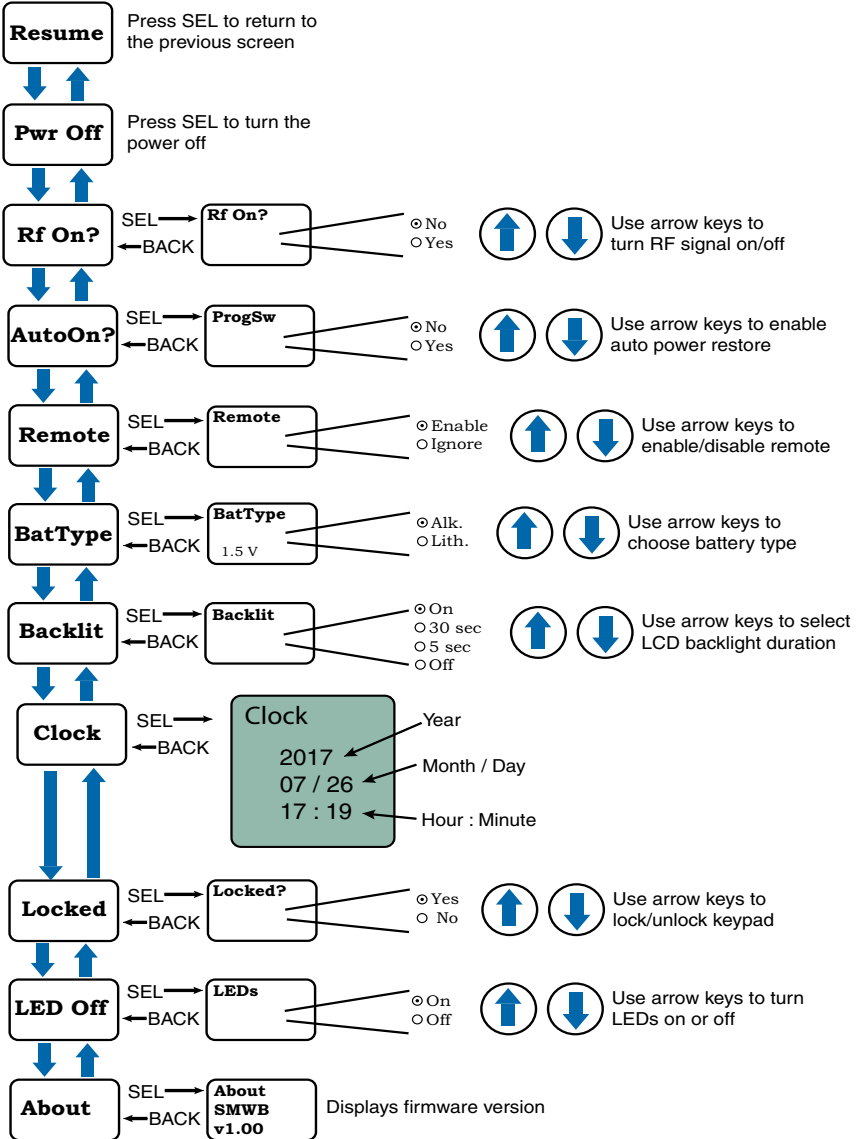 Resume
Press SEL to return to
the previous screen
Pwr Off
Press SEL to turn the
power off
Rf On?
SEL
BACK
Rf On?
No
Yes
Use arrow keys to
turn RF signal on/off
AutoOn?
SEL
BACK
ProgSw
No
Yes
Use arrow keys to enable
auto power restore
Remote
SEL
BACK
Remote
Enable
Ignore
Use arrow keys to
enable/disable remote
BatType
SEL
BACK
BatType
1.5 V
Alk.
Lith.
Use arrow keys to
choose battery type
Backlit
SEL
BACK
Backlit
On
30 sec
5 sec
Off
Use arrow keys to select
LCD backlight duration
Clock
SEL
BACK
Clock
2017
07 / 26
17 : 19
Year
Month / Day
Hour : Minute
Locked
SEL
BACK
Locked?
Yes
No
Use arrow keys to
lock/unlock keypad
LED Off
SEL
BACK
LEDs
On
Off
Use arrow keys to turn
LEDs on or off
About
SEL
BACK
About
SMWB
v1.00
Displays firmware version